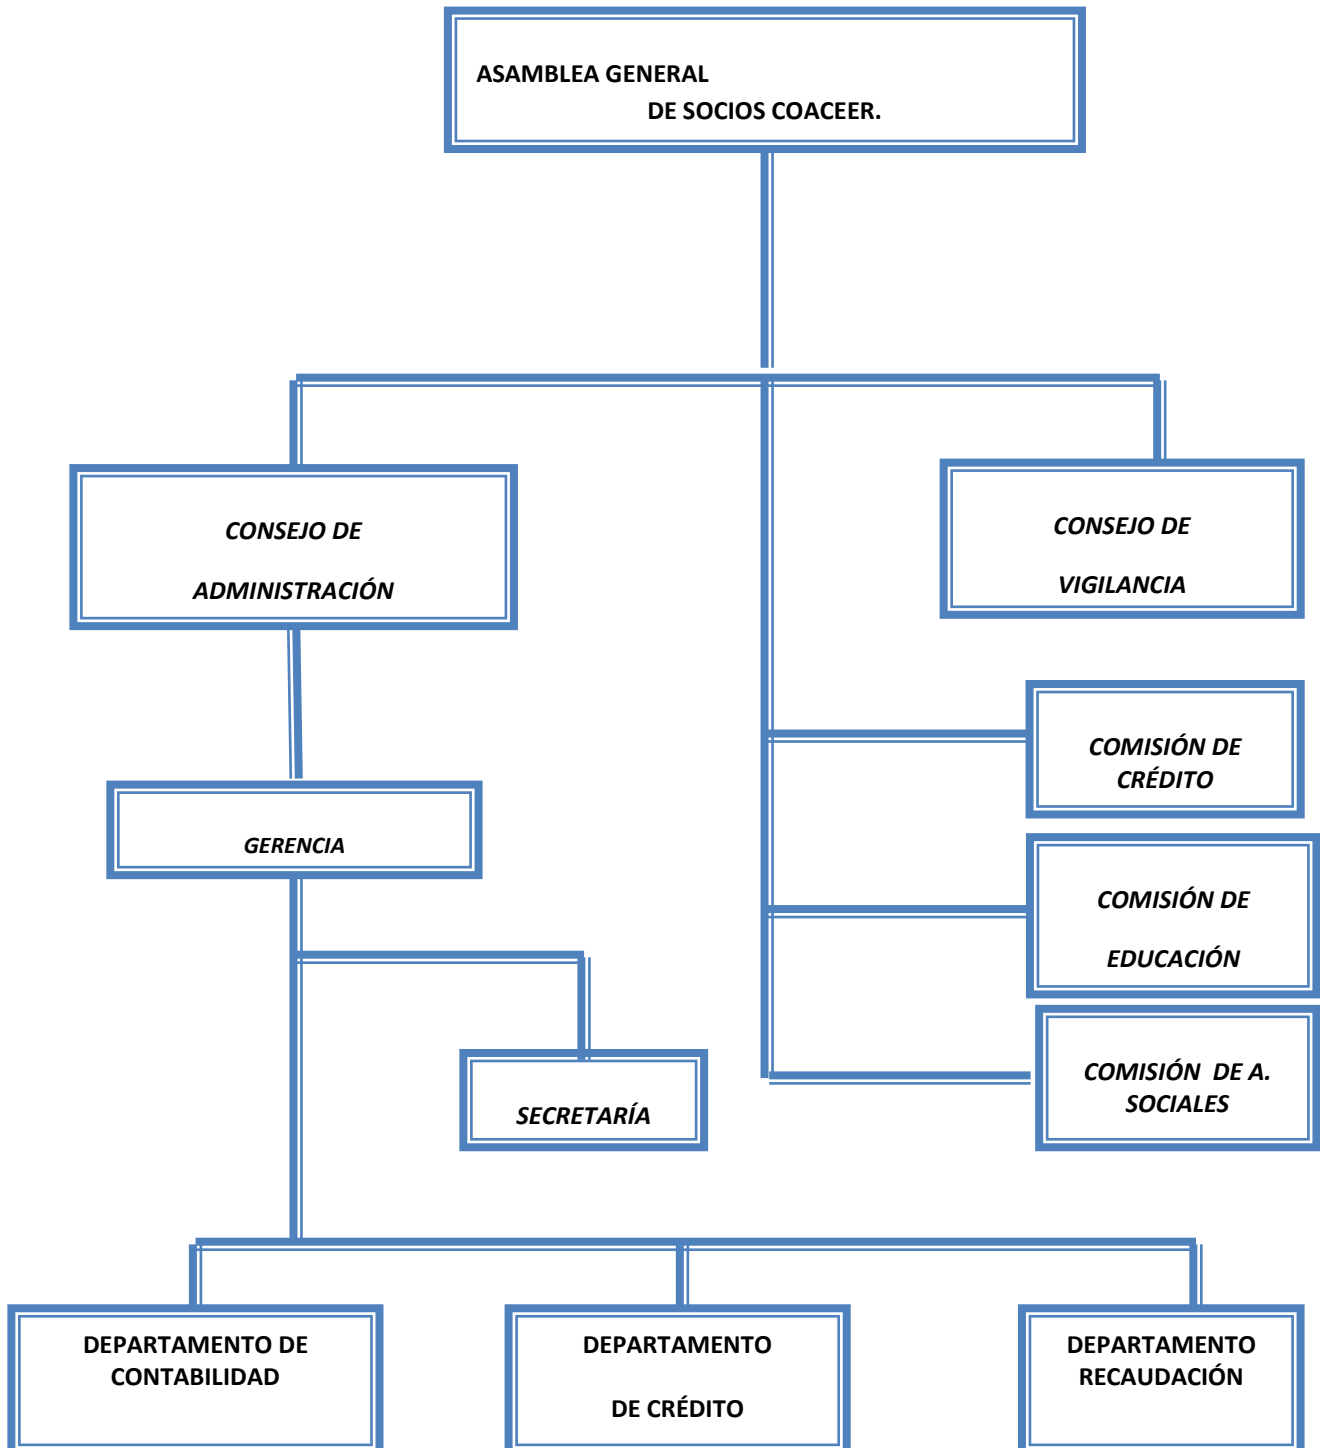 ASAMBLEA GENERAL
DE SOCIOS COACEER.
CONSEJO DE
ADMINISTRACIÓN
CONSEJO DE
VIGILANCIA
COMISIÓN DE
CRÉDITO
GERENCIA
COMISIÓN DE
EDUCACIÓN
COMISIÓN  DE A.
SOCIALES
SECRETARÍA
DEPARTAMENTO DE
CONTABILIDAD
DEPARTAMENTO
DE CRÉDITO
DEPARTAMENTO
RECAUDACIÓN